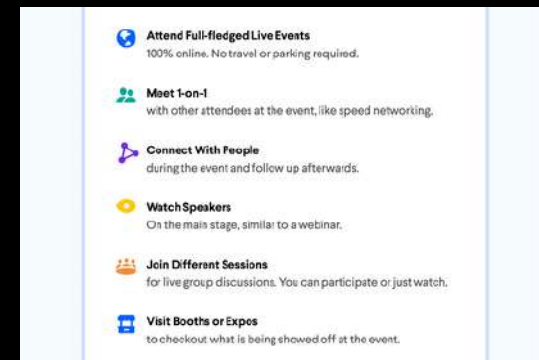 Attend Full-fledged Live Events
100% online. No travel or parking required.
Meet 1-on-1
with other attendees at the event, like speed networking.
Connect With People
during the event and follow up afterwards.
Watch Speakers
On the main stage, similar to a webinar.
Join Different Sessions
for live group discussions. You can participate or just watch.
Visit Booths or Expos
to checkout what is being showed off at the event.